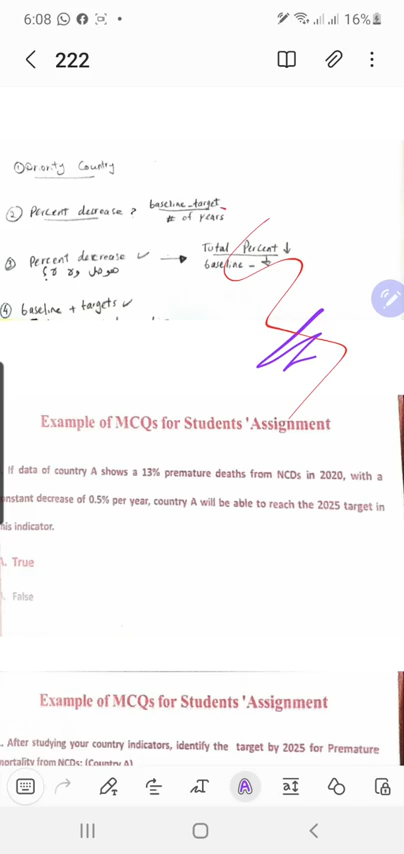 6:08
16%
222
① Priority Country
② Percent decrease ? baseline - target
# of years
③ Percent decrease ✓ → Total Percent ↓
baseline -
④ baseline + targets ✓
Example of MCQs for Students 'Assignment
If data of country A shows a 13% premature deaths from NCDs in 2020, with a
nstant decrease of 0.5% per year, country A will be able to reach the 2025 target in
his indicator.
. True
. False
Example of MCQs for Students 'Assignment
. After studying your country indicators, identify the target by 2025 for Premature
mortality from NCDs: (Country A)